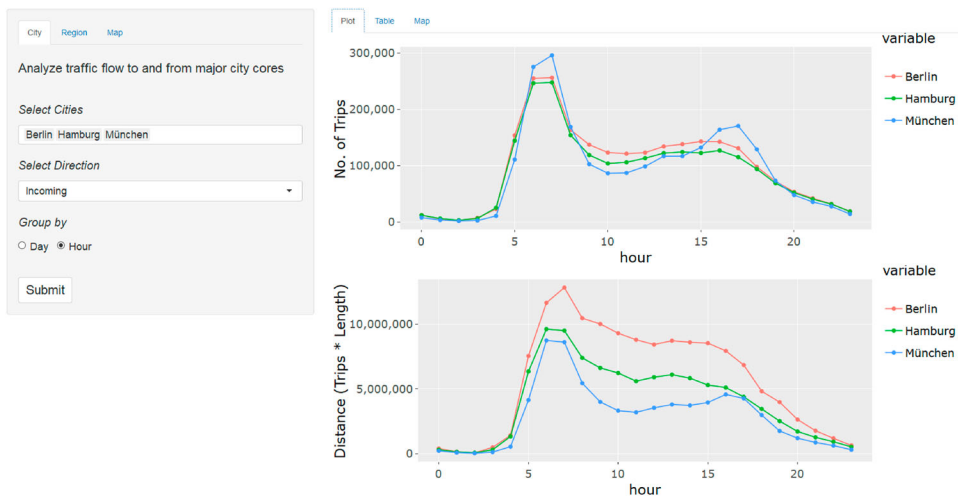 City Region Map
Analyze traffic flow to and from major city cores
Select Cities
Berlin Hamburg München
Select Direction
Incoming
Group by
Day Hour
Submit
Plot Table Map
variable
Berlin
Hamburg
München
No. of Trips
300,000
200,000
100,000
0
0 5 10 15 20
hour
variable
Berlin
Hamburg
München
Distance (Trips * Length)
10,000,000
5,000,000
0
0 5 10 15 20
hour